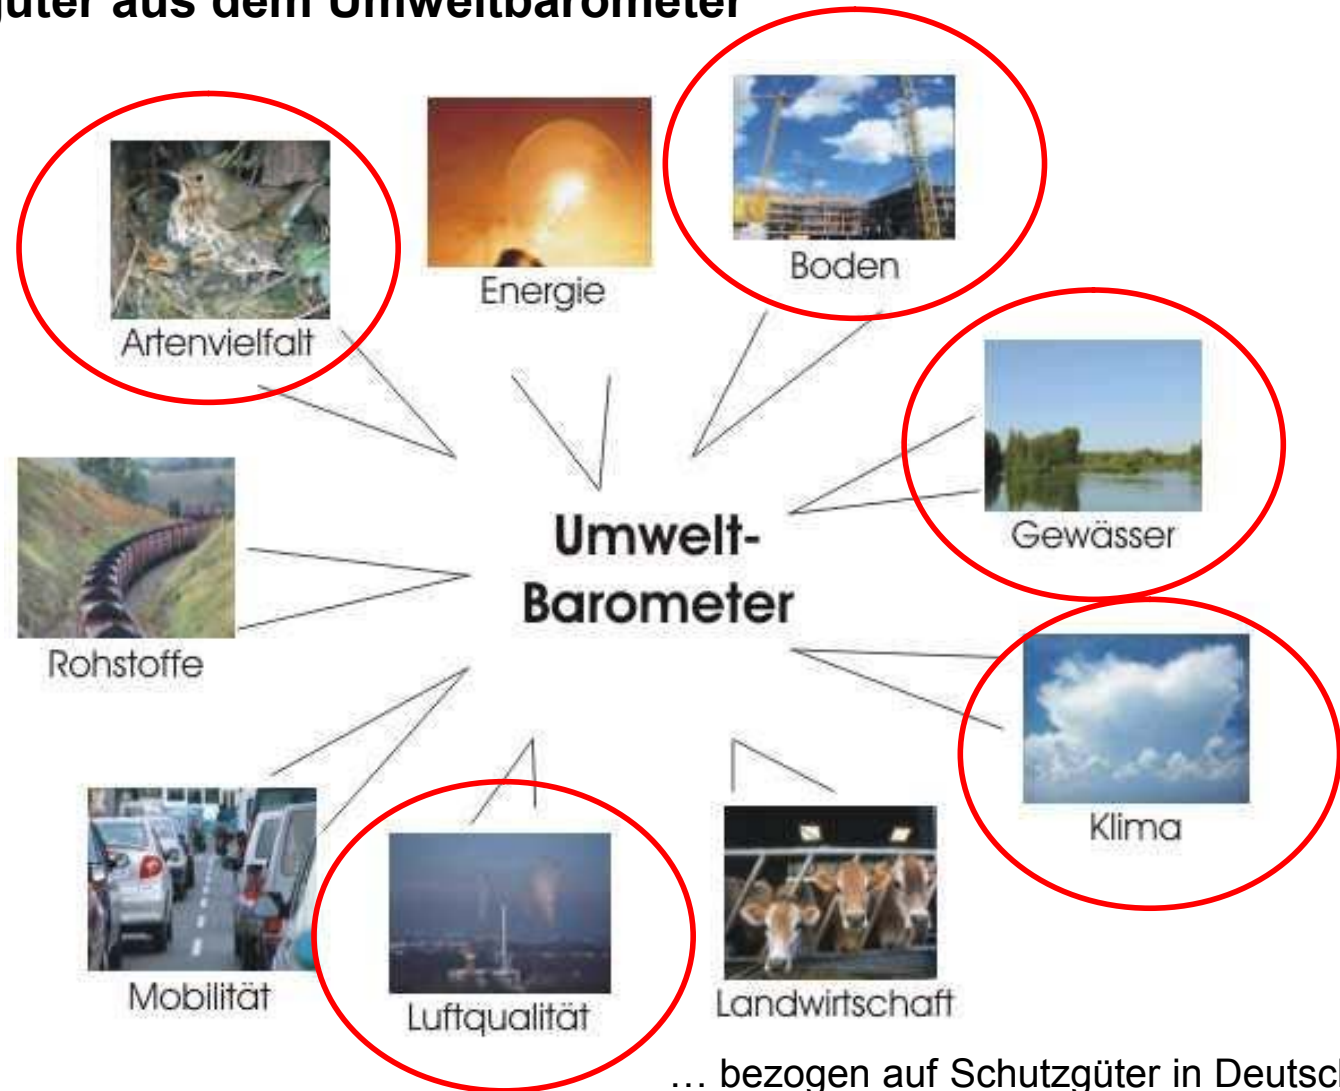 güter aus dem Umweltbarometer
Energie
Boden
Artenvielfalt
Gewässer
Umwelt-
Barometer
Rohstoffe
Klima
Mobilität
Luftqualität
Landwirtschaft
… bezogen auf Schutzgüter in Deutsc